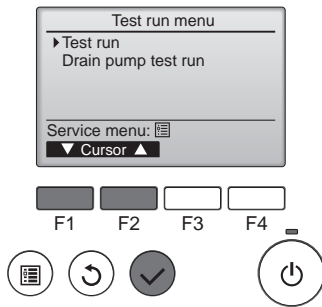 Test run menu
Test run
Drain pump test run
Service menu:
▼ Cursor ▲
F1 F2 F3 F4